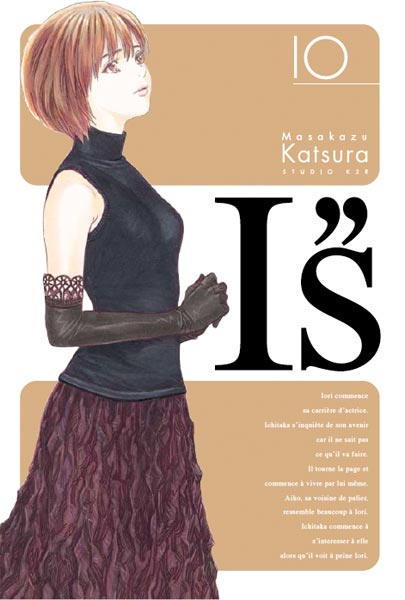 10
Masakazu
Katsura
STUDIO K2R
I"s
Iori commence
sa carrière d'actrice.
Ichitaka s'inquiète de son avenir
car il ne sait pas
ce qu'il va faire.
Il tourne la page et
commence à vivre par lui même.
Aiho, sa voisine de palier,
ressemble beaucoup à Iori.
Ichitaka commence à
s'interesser à elle
alors qu'il voit à peine Iori.